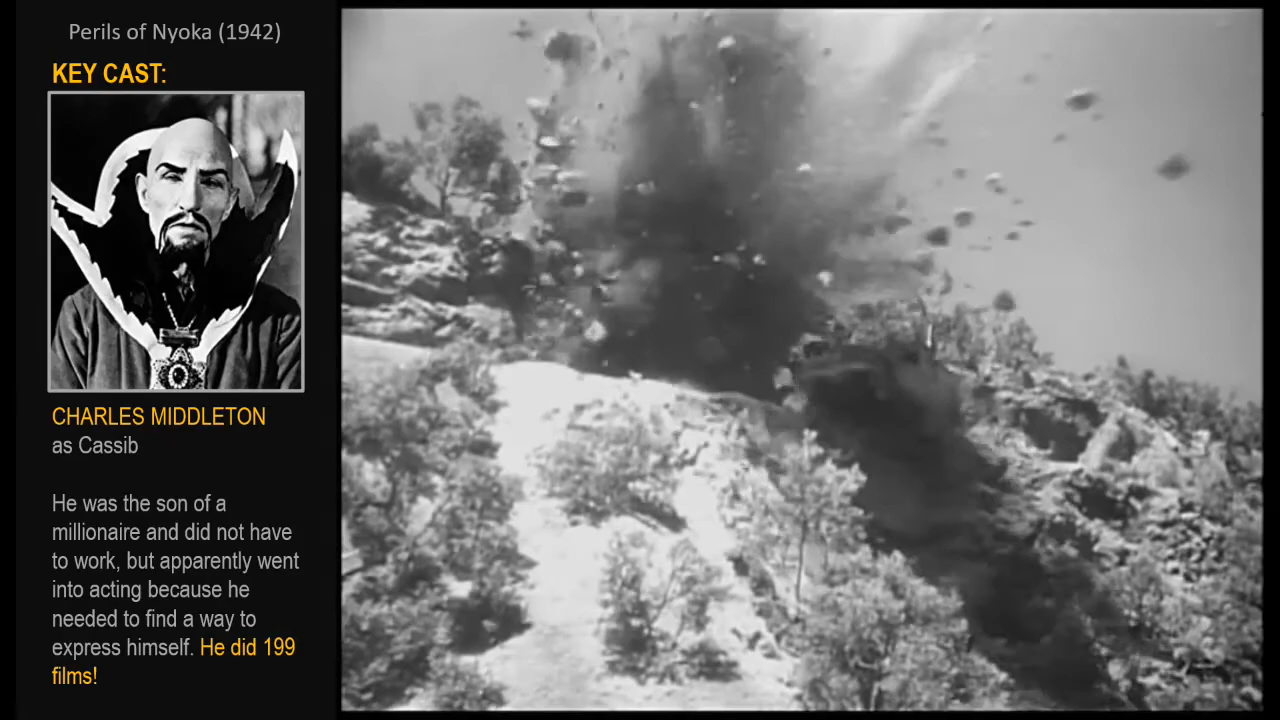 Perils of Nyoka (1942)
KEY CAST:
CHARLES MIDDLETON
as Cassib
He was the son of a
millionaire and did not have
to work, but apparently went
into acting because he
needed to find a way to
express himself. He did 199
films!